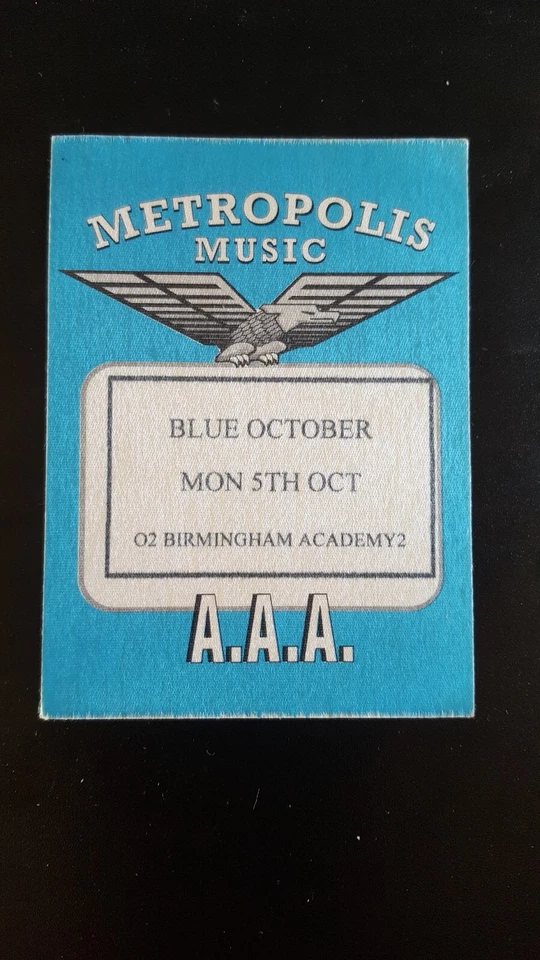 METROPOLIS
MUSIC
BLUE OCTOBER
MON 5TH OCT
O2 BIRMINGHAM ACADEMY2
A.A.A.